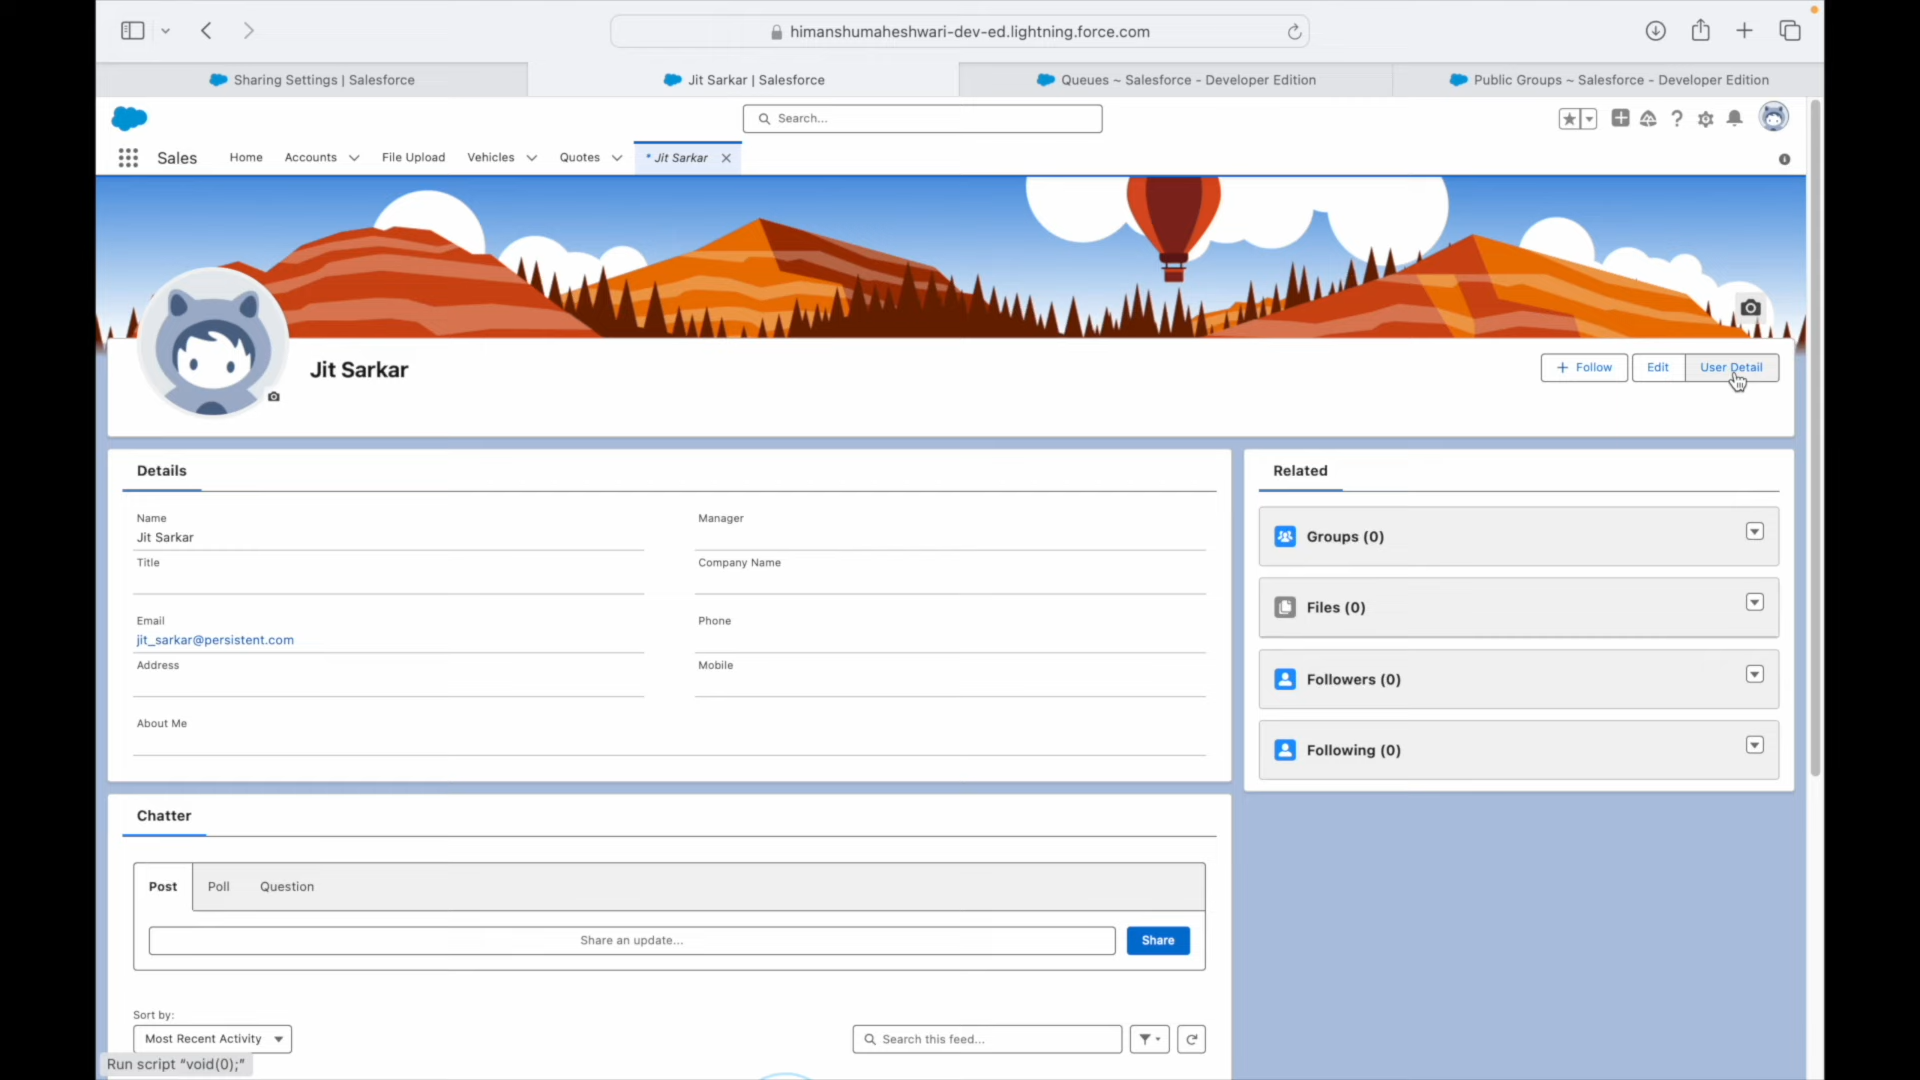 himanshumaheshwari-dev-ed.lightning.force.com
Sharing Settings | Salesforce
Jit Sarkar | Salesforce
Queues ~ Salesforce - Developer Edition
Public Groups ~ Salesforce - Developer Edition
Search...
Sales
Home
Accounts
File Upload
Vehicles
Quotes
* Jit Sarkar
Jit Sarkar
+ Follow
Edit
User Detail
Details
Name
Jit Sarkar
Manager
Title
Company Name
Email
jit_sarkar@persistent.com
Phone
Address
Mobile
About Me
Related
Groups (0)
Files (0)
Followers (0)
Following (0)
Chatter
Post
Poll
Question
Share an update...
Share
Sort by:
Most Recent Activity
Search this feed...
Run script "void(0);"